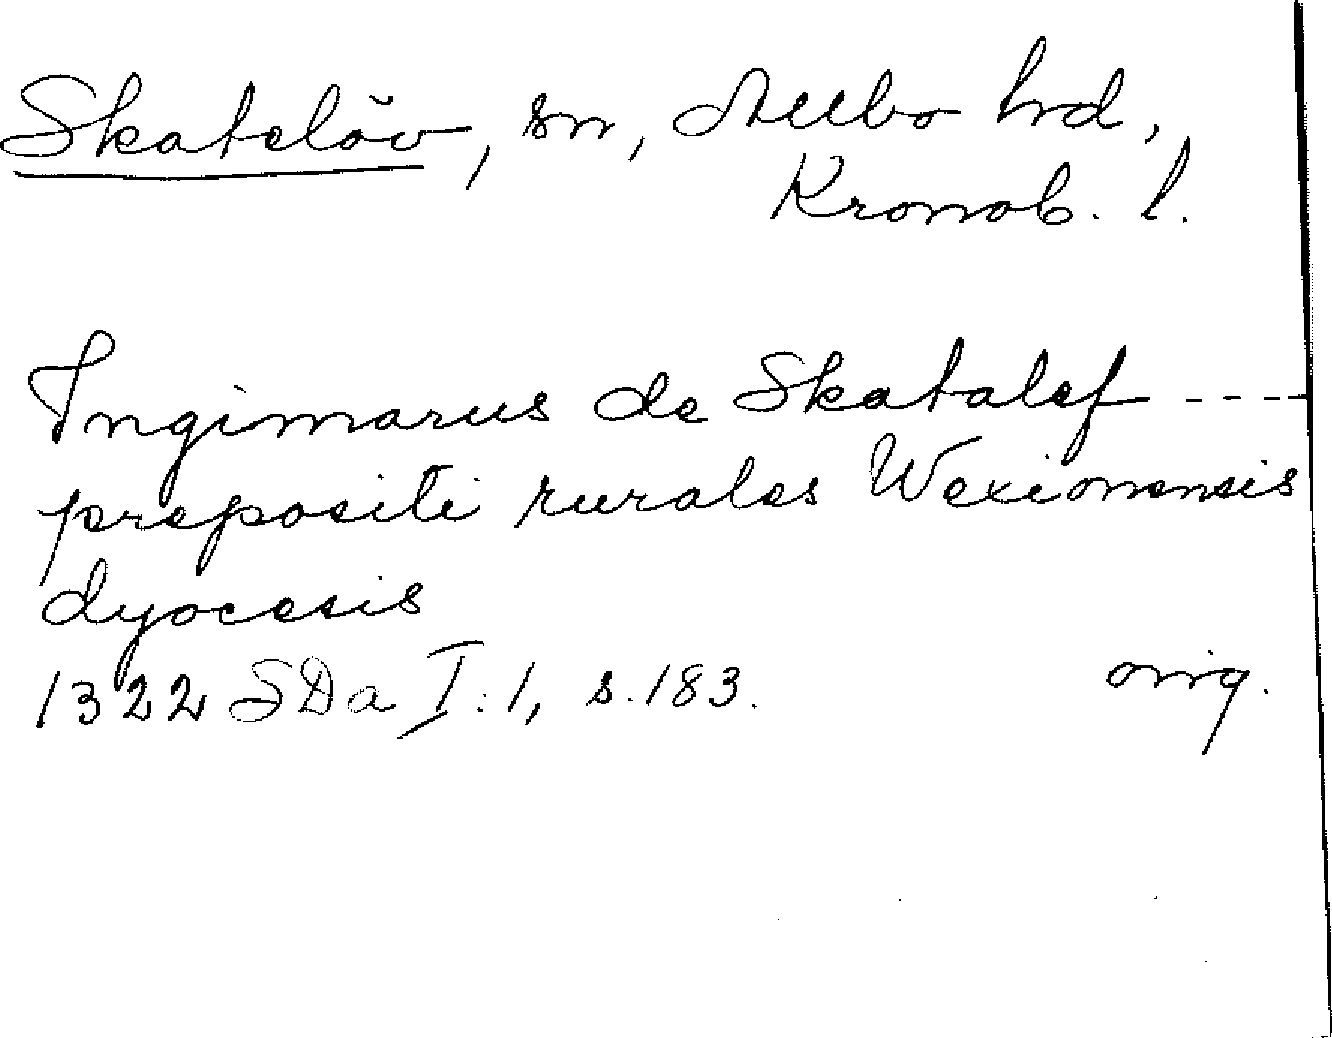 Skatelöv, sn, Allbo hd,
Kronob. l.
Ingimarus de Skatalef ----
prepositi rurales Wexionensis
dyocesis
1322 SDa I:1, s. 183. orig.